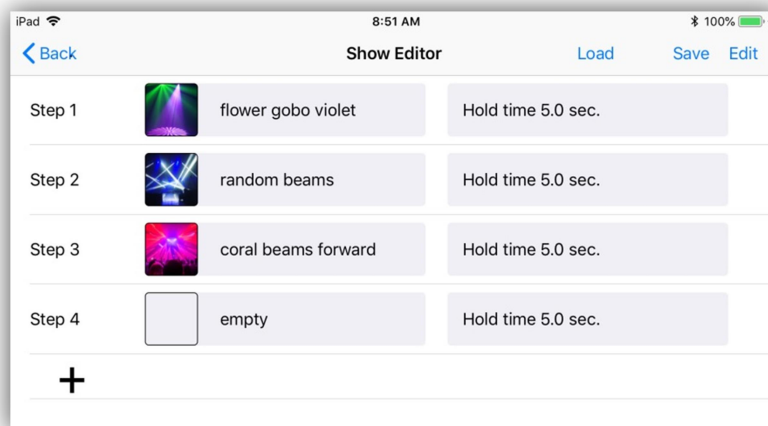 iPad 8:51 AM 100%
Back Show Editor Load Save Edit
Step 1 flower gobo violet Hold time 5.0 sec.
Step 2 random beams Hold time 5.0 sec.
Step 3 coral beams forward Hold time 5.0 sec.
Step 4 empty Hold time 5.0 sec.
+